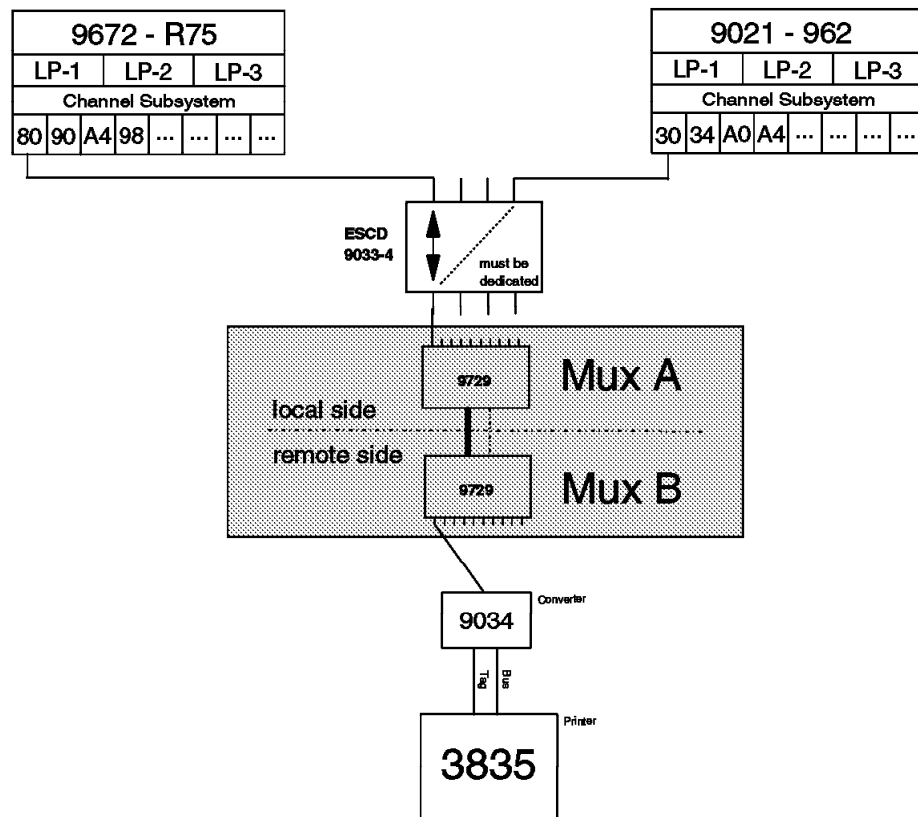 9672 - R75
LP-1 LP-2 LP-3
Channel Subsystem
80 90 A4 98 ... ... ... ...
9021 - 962
LP-1 LP-2 LP-3
Channel Subsystem
30 34 A0 A4 ... ... ... ...
ESCD
9033-4
must be
dedicated
9729
Mux A
local side
remote side
9729
Mux B
Converter
9034
Tag
Bus
Printer
3835